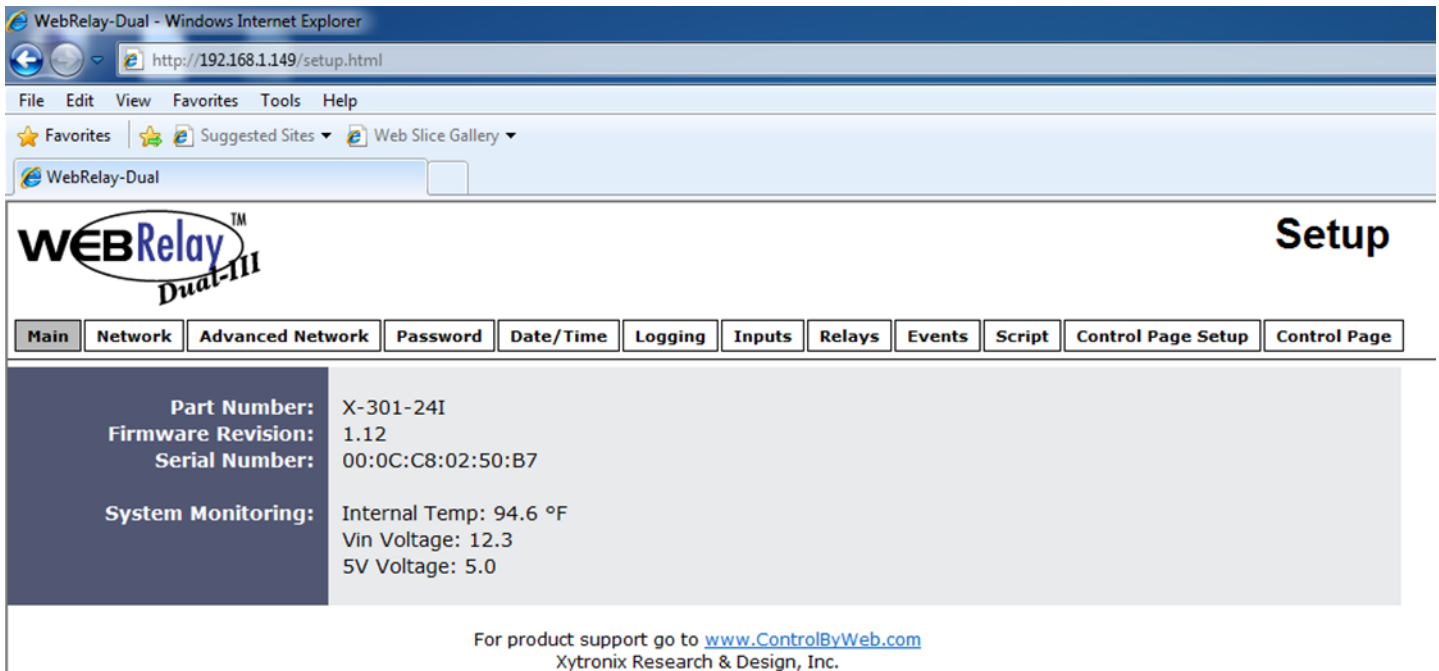 WebRelay-Dual - Windows Internet Explorer
http://192.168.1.149/setup.html
File Edit View Favorites Tools Help
Favorites Suggested Sites Web Slice Gallery
WebRelay-Dual
WEBRelay TM
Dual-III
Setup
Main Network Advanced Network Password Date/Time Logging Inputs Relays Events Script Control Page Setup Control Page
Part Number: X-301-24I
Firmware Revision: 1.12
Serial Number: 00:0C:C8:02:50:B7
System Monitoring: Internal Temp: 94.6 °F
Vin Voltage: 12.3
5V Voltage: 5.0
For product support go to www.ControlByWeb.com
Xytronix Research & Design, Inc.